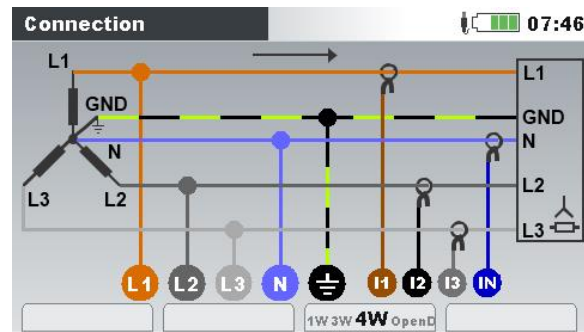 Connection 07:46
L1 L1
GND GND
N N
L3 L2 L2
L3
L1 L2 L3 N I1 I2 I3 IN
1W 3W 4W OpenD